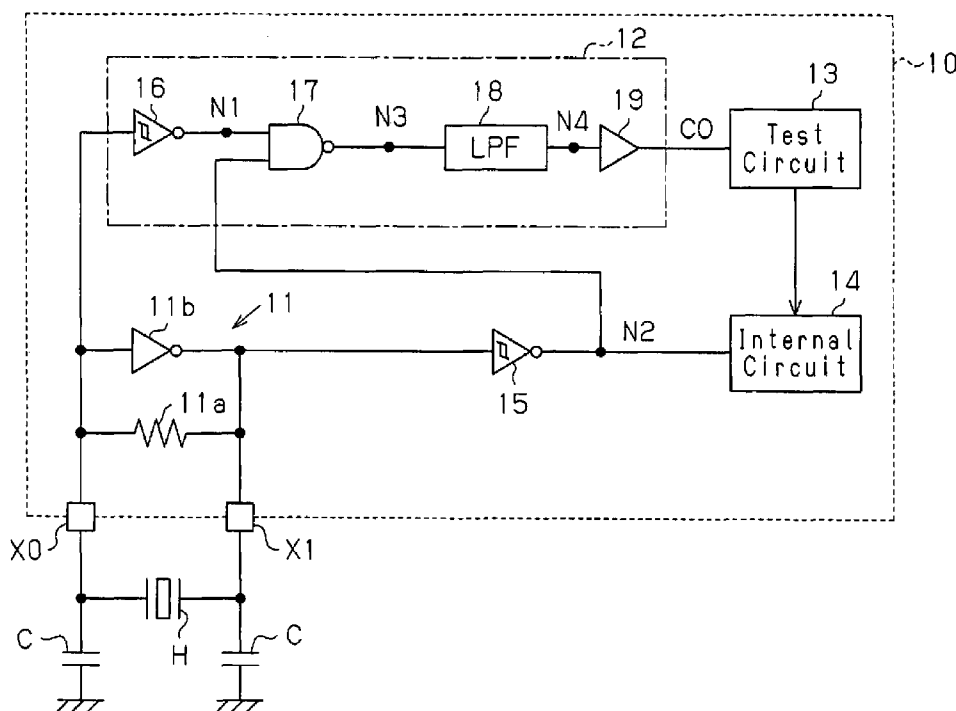 12
10
16
N1
17
N3
18
LPF
N4
19
CO
13
Test
Circuit
11b
11
15
N2
14
Internal
Circuit
11a
X0
X1
C
H
C